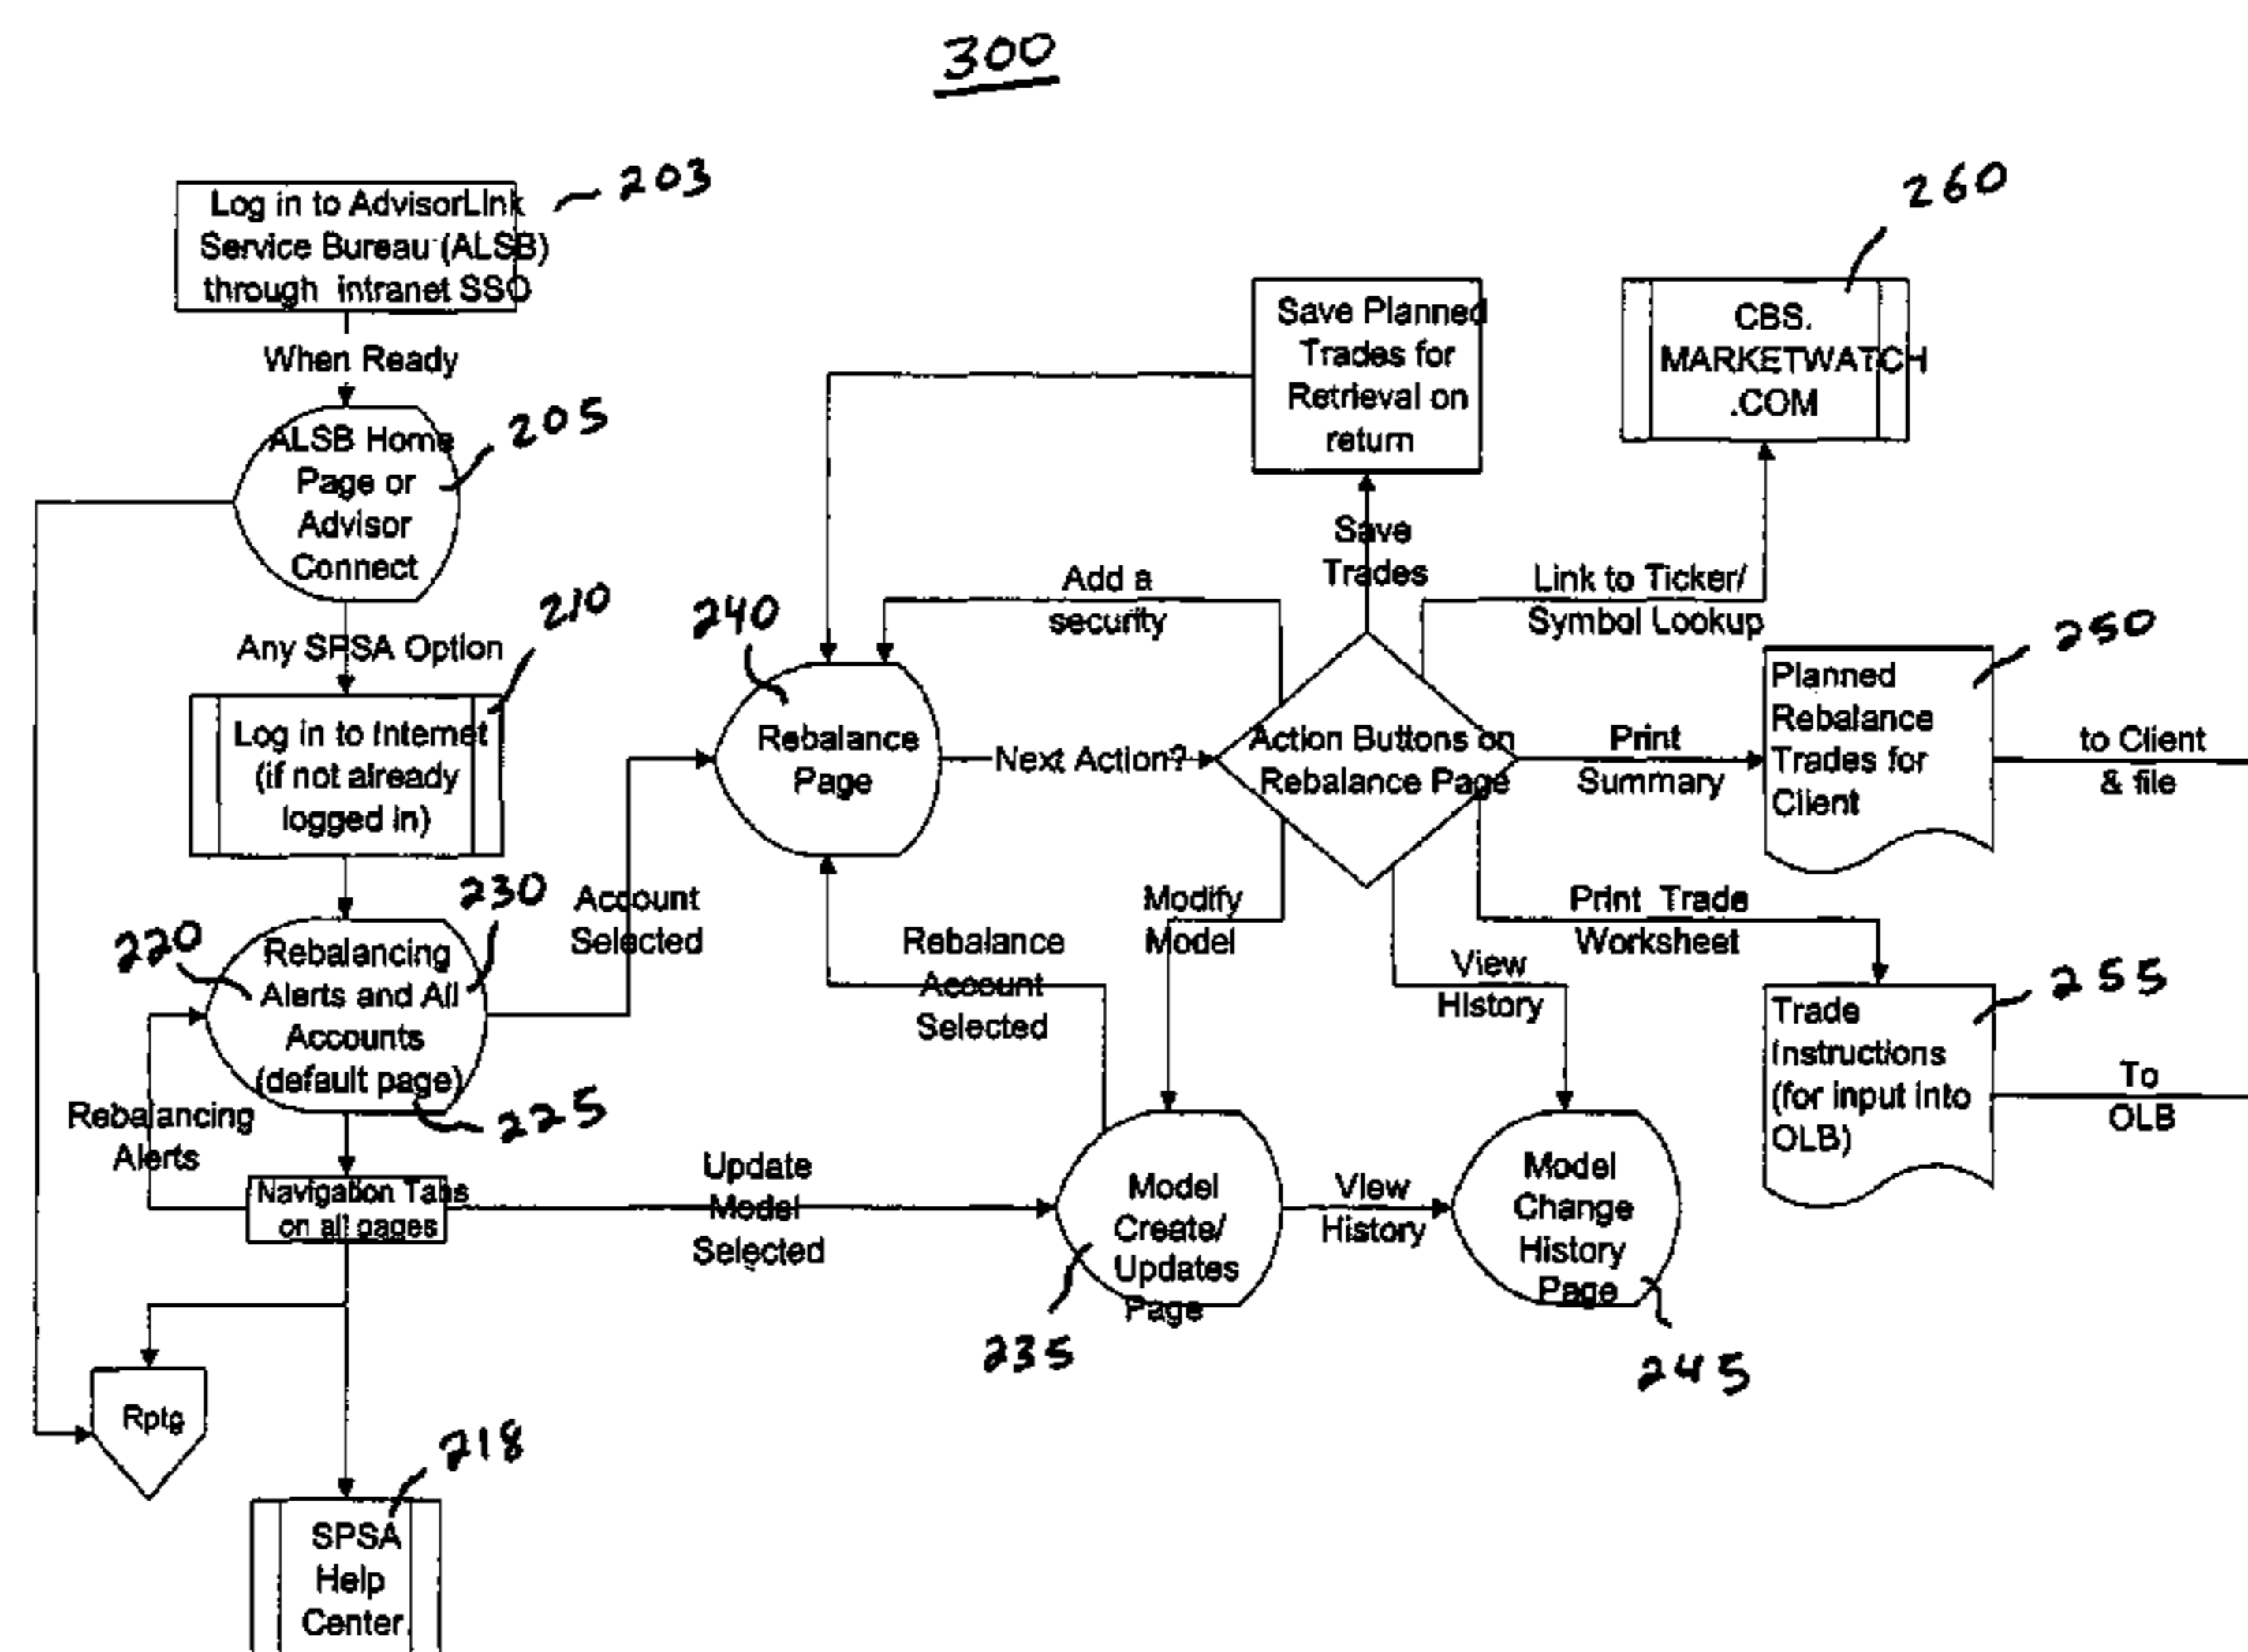 300
203
Log in to AdvisorLink
Service Bureau (ALSB)
through intranet SSO
When Ready
205
ALSB Home
Page or
Advisor
Connect
Any SPSA Option
210
Log in to Internet
(if not already
logged in)
220
230
Rebalancing
Alerts and All
Accounts
(default page)
225
Rebalancing
Alerts
Navigation Tabs
on all pages
Rptg
218
SPSA
Help
Center
Account
Selected
Update
Model
Selected
240
Rebalance
Page
Next Action?
Save Planned
Trades for
Retrieval on
return
Save
Trades
Add a
security
Action Buttons on
Rebalance Page
260
CBS.
MARKETWATCH
.COM
Link to Ticker/
Symbol Lookup
Print
Summary
250
Planned
Rebalance
Trades for
Client
to Client
& file
Print Trade
Worksheet
255
Trade
Instructions
(for input into
OLB)
To
OLB
Modify
Model
View
History
Rebalance
Account
Selected
Model
Create/
Updates
Page
235
View
History
Model
Change
History
Page
245